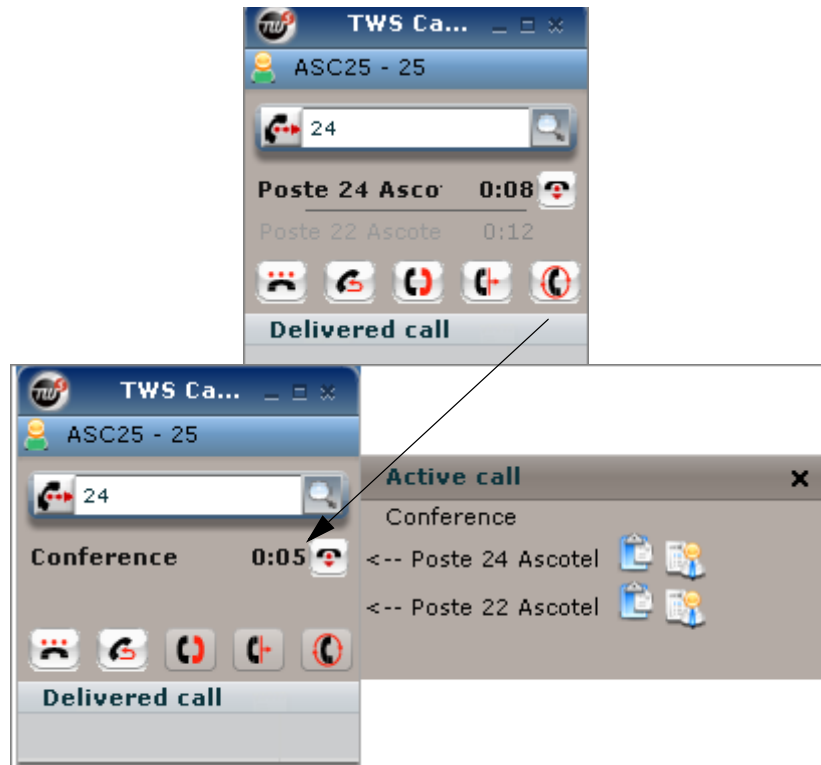 TWS Ca...
ASC25 - 25
24
Poste 24 Asco 0:08
Poste 22 Ascote 0:12
Delivered call
TWS Ca...
ASC25 - 25
24
Conference 0:05
Delivered call
Active call
Conference
<-- Poste 24 Ascotel
<-- Poste 22 Ascotel